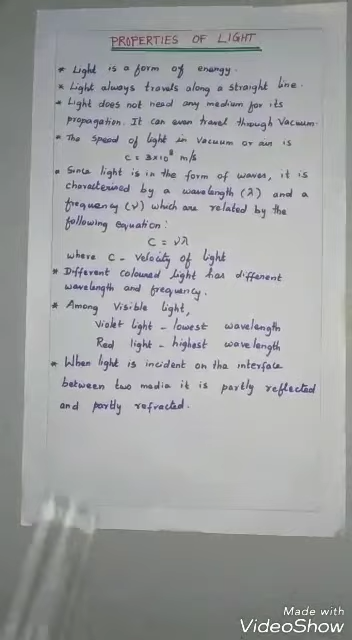 PROPERTIES OF LIGHT
* Light is a form of energy.
* Light always travels along a straight line.
* Light does not need any medium for its
propagation. It can even travel through Vacuum.
* The speed of light in Vacuum or air is
C = 3×10⁸ m/s
* Since light is in the form of waves, it is
characterised by a wavelength (λ) and a
frequency (ν) which are related by the
following equation:
C = νλ
where C - Velocity of light
* Different coloured light has different
wavelength and frequency.
* Among Visible light,
Violet light - lowest wavelength
Red light - highest wavelength
* When light is incident on the interface
between two media it is partly reflected
and partly refracted.
Made with
VideoShow